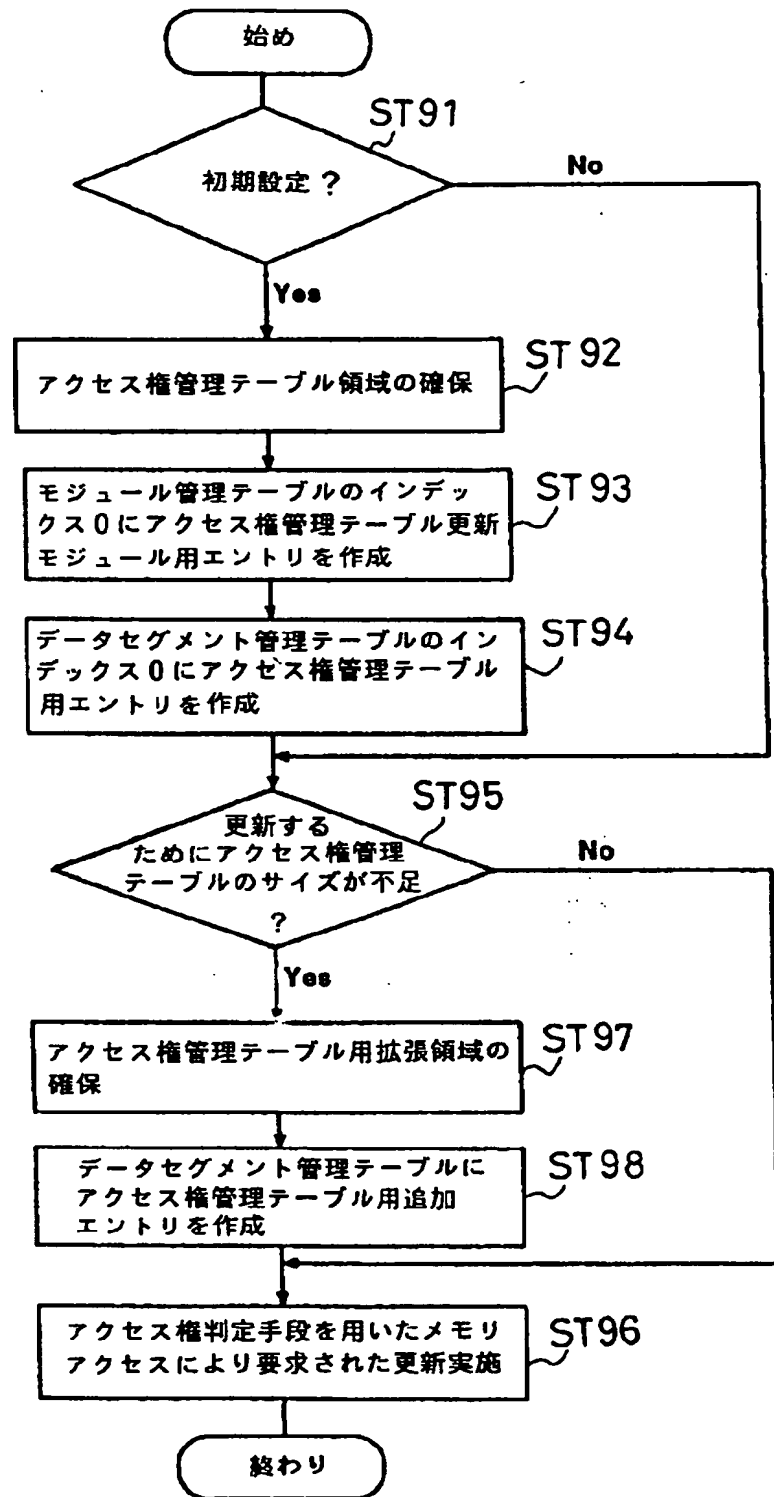 始め
ST91
初期設定?
No
Yes
ST92
アクセス権管理テーブル領域の確保
ST93
モジュール管理テーブルのインデッ
クス0にアクセス権管理テーブル更新
モジュール用エントリを作成
ST94
データセグメント管理テーブルのイン
デックス0にアクセス権管理テーブル
用エントリを作成
ST95
更新する
ためにアクセス権管理
テーブルのサイズが不足
?
No
Yes
ST97
アクセス権管理テーブル用拡張領域の
確保
ST98
データセグメント管理テーブルに
アクセス権管理テーブル用追加
エントリを作成
ST96
アクセス権判定手段を用いたメモリ
アクセスにより要求された更新実施
終わり